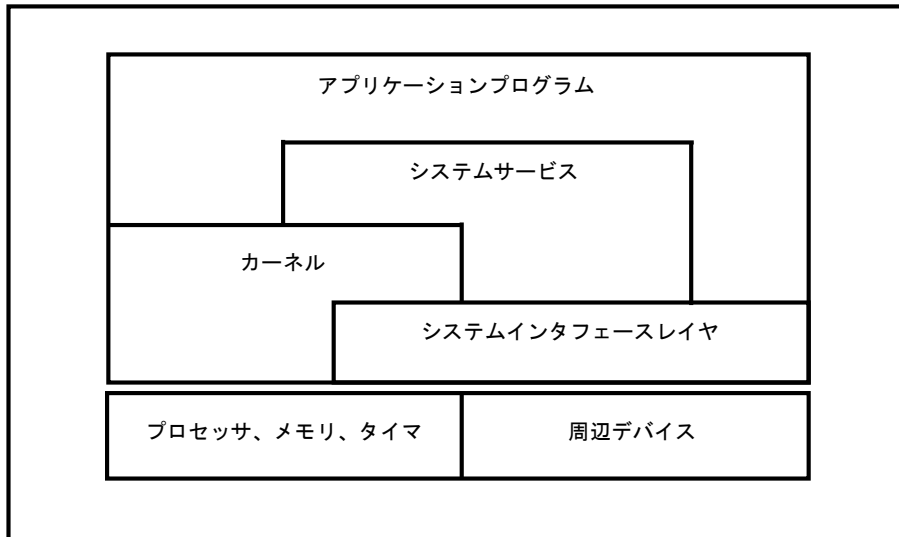 アプリケーションプログラム
システムサービス
カーネル
システムインタフェースレイヤ
プロセッサ、メモリ、タイマ
周辺デバイス